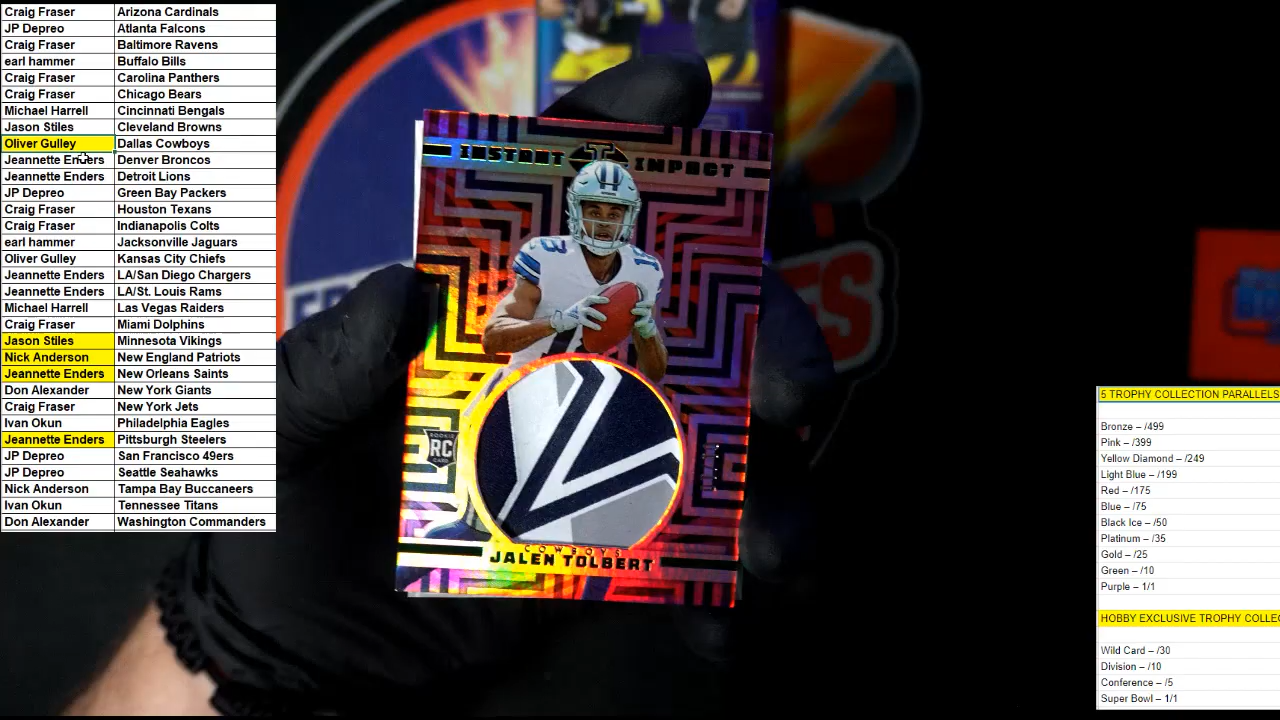 Craig Fraser Arizona Cardinals
JP Depreo Atlanta Falcons
Craig Fraser Baltimore Ravens
earl hammer Buffalo Bills
Craig Fraser Carolina Panthers
Craig Fraser Chicago Bears
Michael Harrell Cincinnati Bengals
Jason Stiles Cleveland Browns
Oliver Gulley Dallas Cowboys
Jeannette Enders Denver Broncos
Jeannette Enders Detroit Lions
JP Depreo Green Bay Packers
Craig Fraser Houston Texans
Craig Fraser Indianapolis Colts
earl hammer Jacksonville Jaguars
Oliver Gulley Kansas City Chiefs
Jeannette Enders LA/San Diego Chargers
Jeannette Enders LA/St. Louis Rams
Michael Harrell Las Vegas Raiders
Craig Fraser Miami Dolphins
Jason Stiles Minnesota Vikings
Nick Anderson New England Patriots
Jeannette Enders New Orleans Saints
Don Alexander New York Giants
Craig Fraser New York Jets
Ivan Okun Philadelphia Eagles
Jeannette Enders Pittsburgh Steelers
JP Depreo San Francisco 49ers
JP Depreo Seattle Seahawks
Nick Anderson Tampa Bay Buccaneers
Ivan Okun Tennessee Titans
Don Alexander Washington Commanders
INSTANT IMPACT
ROOKIE
RC
CARD
COWBOYS
JALEN TOLBERT
5 TROPHY COLLECTION PARALLELS
Bronze – /499
Pink – /399
Yellow Diamond – /249
Light Blue – /199
Red – /175
Blue – /75
Black Ice – /50
Platinum – /35
Gold – /25
Green – /10
Purple – 1/1
HOBBY EXCLUSIVE TROPHY COLLEC
Wild Card – /30
Division – /10
Conference – /5
Super Bowl – 1/1